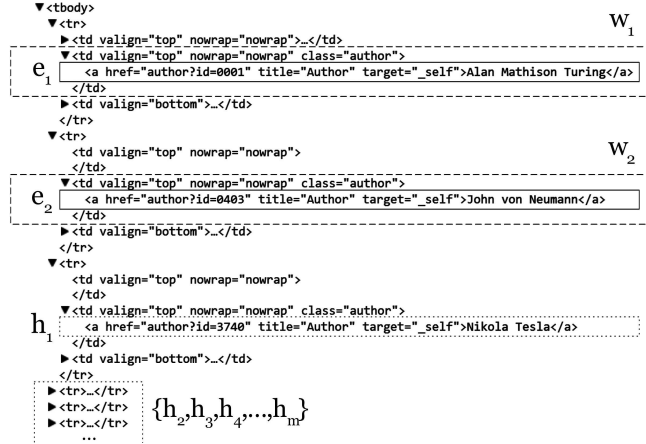 ▼<tbody>
▼<tr>
W1
▶<td valign="top" nowrap="nowrap">…</td>
▼<td valign="top" nowrap="nowrap" class="author">
e1
<a href="author?id=0001" title="Author" target="_self">Alan Mathison Turing</a>
</td>
▶<td valign="bottom">…</td>
</tr>
▼<tr>
<td valign="top" nowrap="nowrap">
W2
</td>
▼<td valign="top" nowrap="nowrap" class="author">
e2
<a href="author?id=0403" title="Author" target="_self">John von Neumann</a>
</td>
▶<td valign="bottom">…</td>
</tr>
▼<tr>
<td valign="top" nowrap="nowrap">
</td>
▼<td valign="top" nowrap="nowrap" class="author">
h1
<a href="author?id=3740" title="Author" target="_self">Nikola Tesla</a>
</td>
▶<td valign="bottom">…</td>
</tr>
▶<tr>…</tr>
▶<tr>…</tr>
{h2,h3,h4,...,hm}
▶<tr>…</tr>
...